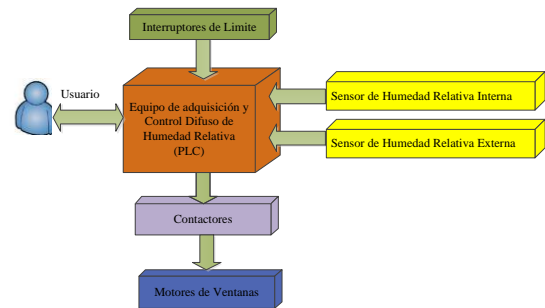 Interruptores de Limite
Usuario
Equipo de adquisición y
Control Difuso de
Humedad Relativa
(PLC)
Sensor de Humedad Relativa Interna
Sensor de Humedad Relativa Externa
Contactores
Motores de Ventanas